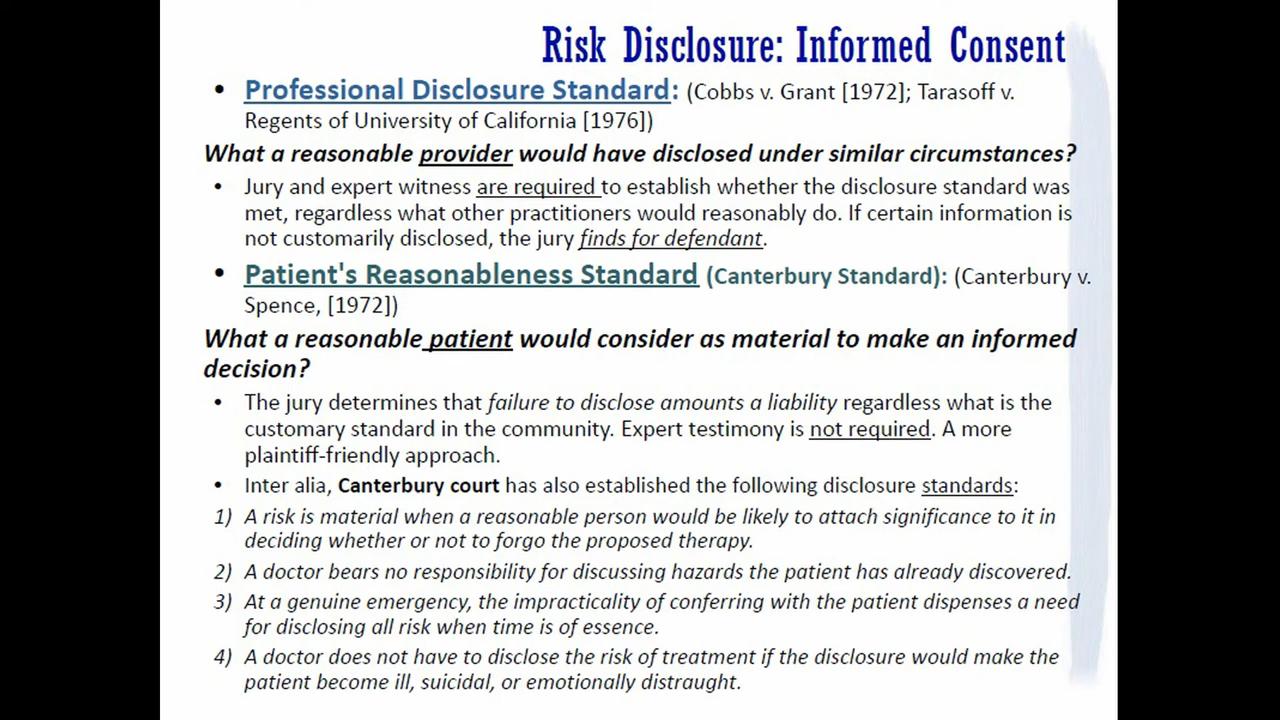 Risk Disclosure: Informed Consent
• Professional Disclosure Standard: (Cobbs v. Grant [1972]; Tarasoff v.
Regents of University of California [1976])
What a reasonable provider would have disclosed under similar circumstances?
• Jury and expert witness are required to establish whether the disclosure standard was
met, regardless what other practitioners would reasonably do. If certain information is
not customarily disclosed, the jury finds for defendant.
• Patient's Reasonableness Standard (Canterbury Standard): (Canterbury v.
Spence, [1972])
What a reasonable patient would consider as material to make an informed
decision?
• The jury determines that failure to disclose amounts a liability regardless what is the
customary standard in the community. Expert testimony is not required. A more
plaintiff-friendly approach.
• Inter alia, Canterbury court has also established the following disclosure standards:
1) A risk is material when a reasonable person would be likely to attach significance to it in
deciding whether or not to forgo the proposed therapy.
2) A doctor bears no responsibility for discussing hazards the patient has already discovered.
3) At a genuine emergency, the impracticality of conferring with the patient dispenses a need
for disclosing all risk when time is of essence.
4) A doctor does not have to disclose the risk of treatment if the disclosure would make the
patient become ill, suicidal, or emotionally distraught.